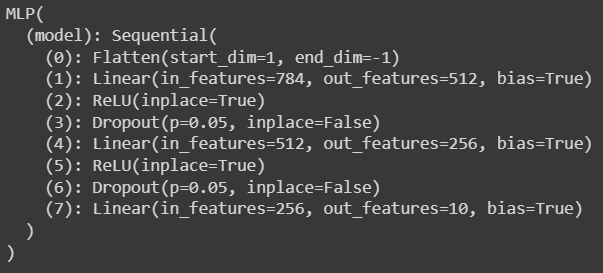 MLP(
  (model): Sequential(
    (0): Flatten(start_dim=1, end_dim=-1)
    (1): Linear(in_features=784, out_features=512, bias=True)
    (2): ReLU(inplace=True)
    (3): Dropout(p=0.05, inplace=False)
    (4): Linear(in_features=512, out_features=256, bias=True)
    (5): ReLU(inplace=True)
    (6): Dropout(p=0.05, inplace=False)
    (7): Linear(in_features=256, out_features=10, bias=True)
  )
)